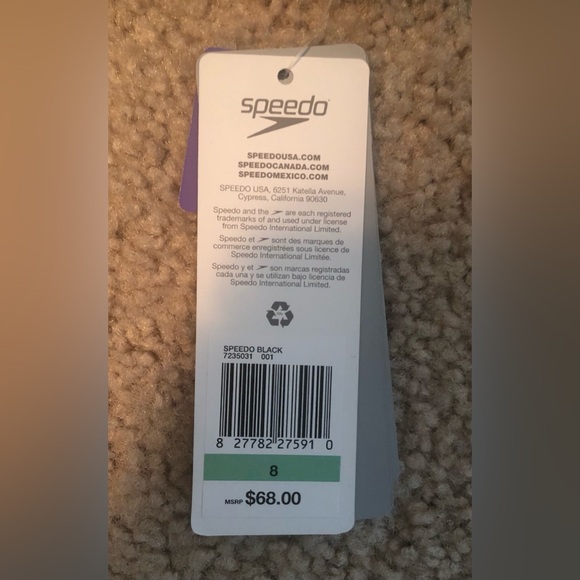 speedo
SPEEDOUSA.COM
SPEEDOCANADA.COM
SPEEDOMEXICO.COM
SPEEDO USA, 6251 Katella Avenue,
Cypress, California 90630
Speedo and the are each registered
trademarks of and used under license
from Speedo International Limited.
Speedo et sont des marques de
commerce enregistrées sous licence de
Speedo International Limitée.
Speedo y el son marcas registradas
cada una y se utilizan bajo licencia de
Speedo International Limited.
SPEEDO BLACK
7235031 001
8 27782 27591 0
8
MSRP $68.00